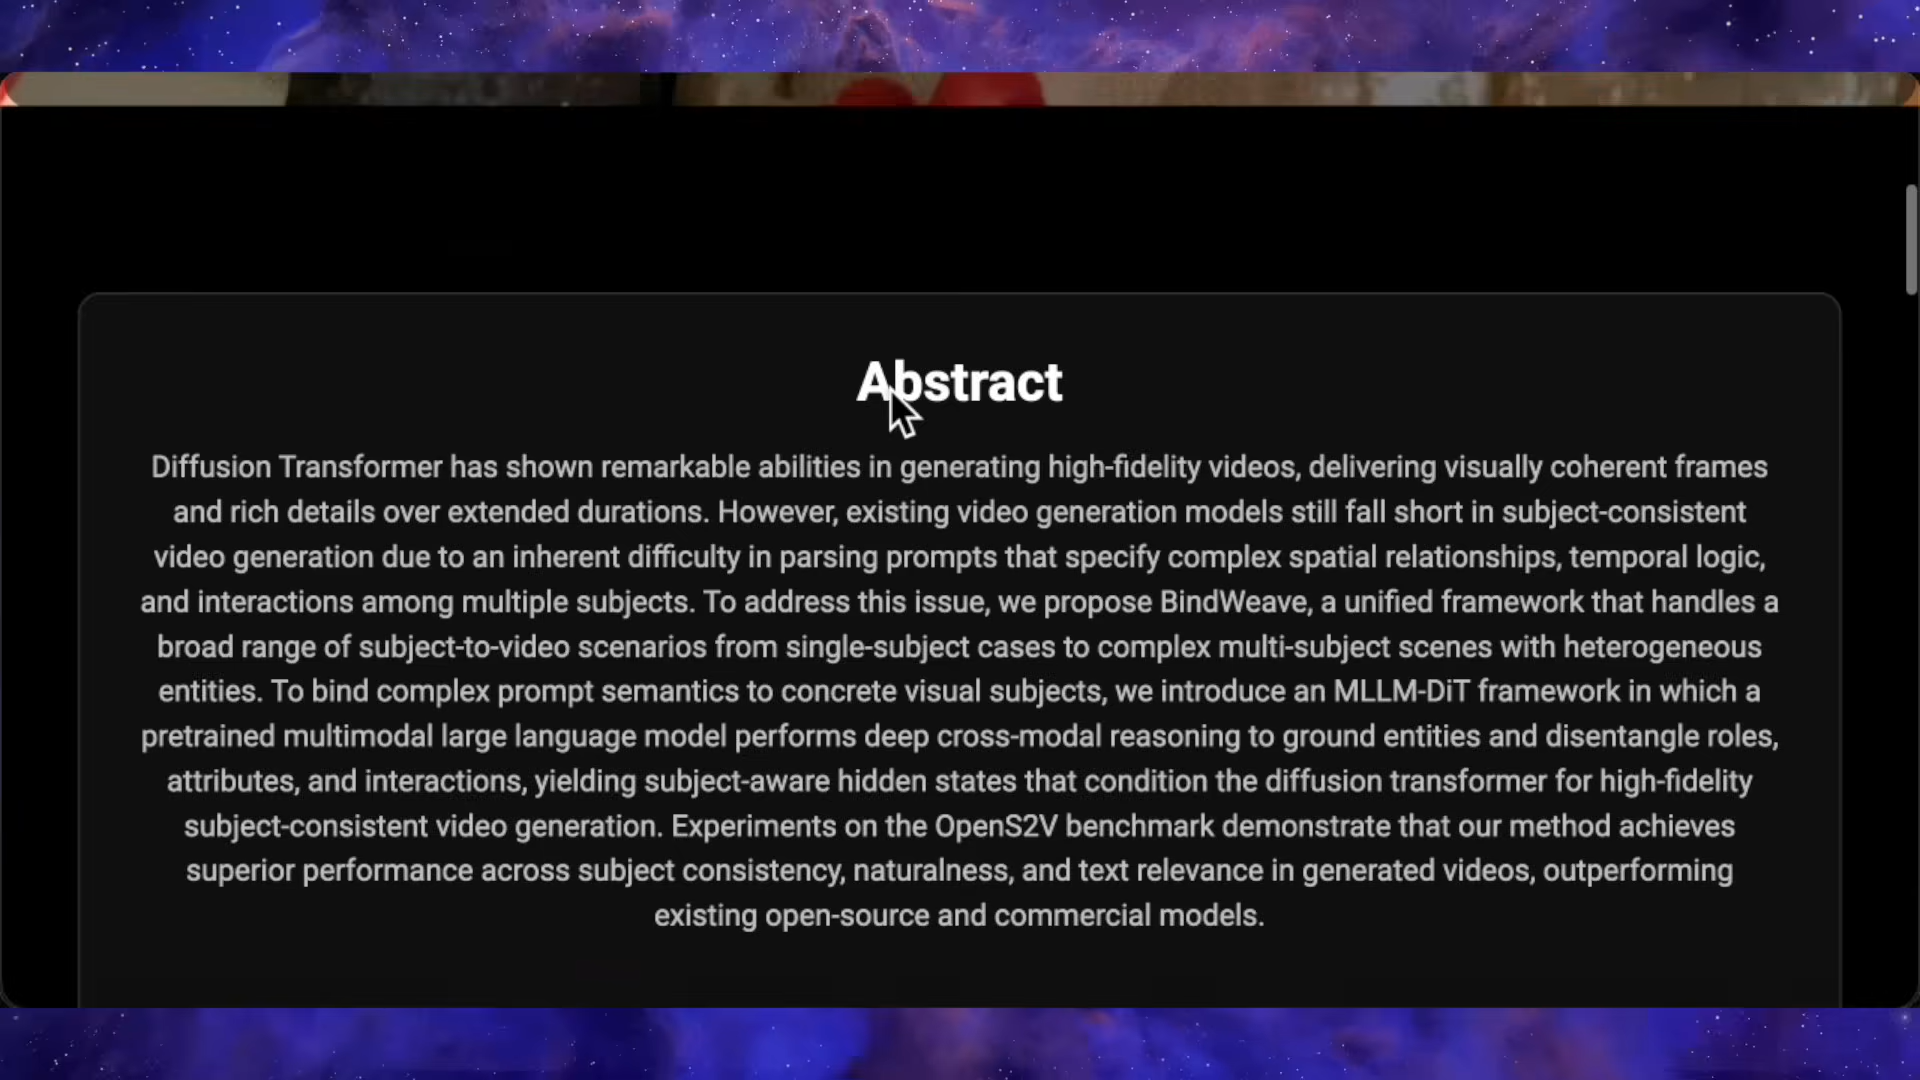 Abstract
Diffusion Transformer has shown remarkable abilities in generating high-fidelity videos, delivering visually coherent frames
and rich details over extended durations. However, existing video generation models still fall short in subject-consistent
video generation due to an inherent difficulty in parsing prompts that specify complex spatial relationships, temporal logic,
and interactions among multiple subjects. To address this issue, we propose BindWeave, a unified framework that handles a
broad range of subject-to-video scenarios from single-subject cases to complex multi-subject scenes with heterogeneous
entities. To bind complex prompt semantics to concrete visual subjects, we introduce an MLLM-DiT framework in which a
pretrained multimodal large language model performs deep cross-modal reasoning to ground entities and disentangle roles,
attributes, and interactions, yielding subject-aware hidden states that condition the diffusion transformer for high-fidelity
subject-consistent video generation. Experiments on the OpenS2V benchmark demonstrate that our method achieves
superior performance across subject consistency, naturalness, and text relevance in generated videos, outperforming
existing open-source and commercial models.